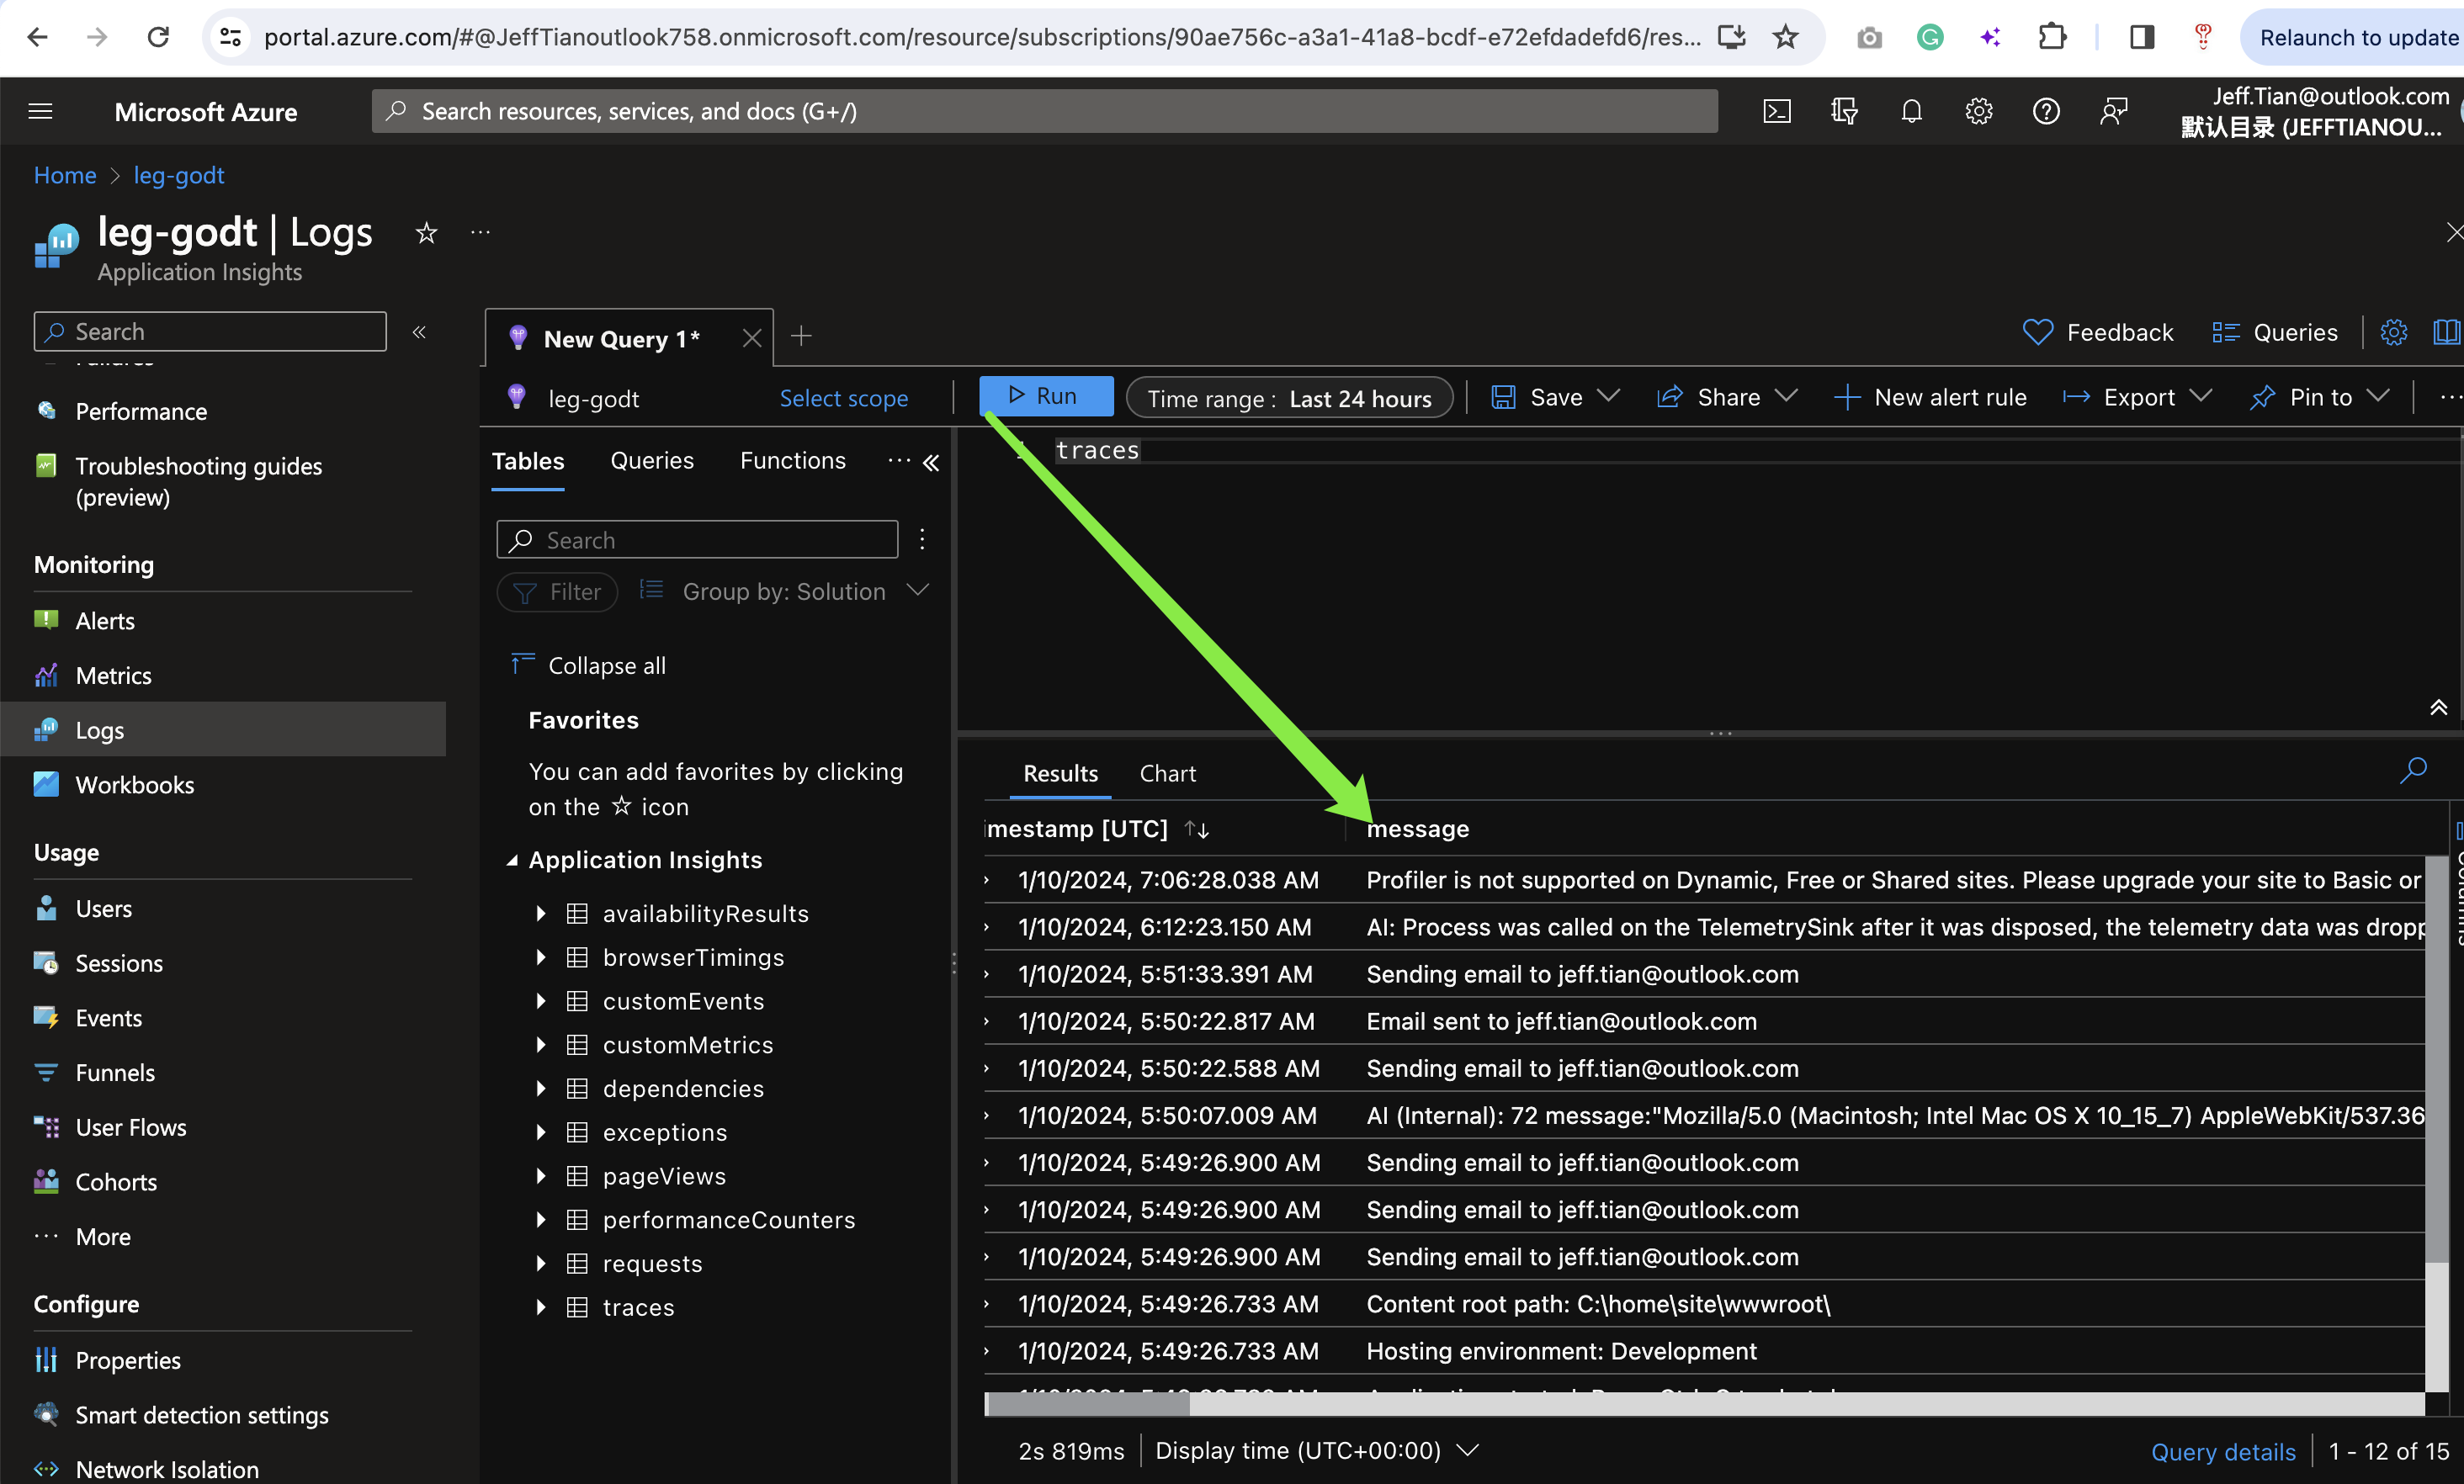 portal.azure.com/#@JeffTianoutlook758.onmicrosoft.com/resource/subscriptions/90ae756c-a3a1-41a8-bcdf-e72efdadefd6/res...
Relaunch to update
Microsoft Azure
Search resources, services, and docs (G+/)
Jeff.Tian@outlook.com
默认目录 (JEFFTIANOU...
Home > leg-godt
leg-godt | Logs
Application Insights
Search
Performance
Troubleshooting guides
(preview)
Monitoring
Alerts
Metrics
Logs
Workbooks
Usage
Users
Sessions
Events
Funnels
User Flows
Cohorts
More
Configure
Properties
Smart detection settings
Network Isolation
New Query 1*
Feedback
Queries
leg-godt
Select scope
Run
Time range : Last 24 hours
Save
Share
New alert rule
Export
Pin to
Tables
Queries
Functions
Search
Filter
Group by: Solution
Collapse all
Favorites
You can add favorites by clicking
on the ☆ icon
Application Insights
availabilityResults
browserTimings
customEvents
customMetrics
dependencies
exceptions
pageViews
performanceCounters
requests
traces
traces
Results
Chart
imestamp [UTC] message
1/10/2024, 7:06:28.038 AM Profiler is not supported on Dynamic, Free or Shared sites. Please upgrade your site to Basic or
1/10/2024, 6:12:23.150 AM AI: Process was called on the TelemetrySink after it was disposed, the telemetry data was dropp
1/10/2024, 5:51:33.391 AM Sending email to jeff.tian@outlook.com
1/10/2024, 5:50:22.817 AM Email sent to jeff.tian@outlook.com
1/10/2024, 5:50:22.588 AM Sending email to jeff.tian@outlook.com
1/10/2024, 5:50:07.009 AM AI (Internal): 72 message:"Mozilla/5.0 (Macintosh; Intel Mac OS X 10_15_7) AppleWebKit/537.36
1/10/2024, 5:49:26.900 AM Sending email to jeff.tian@outlook.com
1/10/2024, 5:49:26.900 AM Sending email to jeff.tian@outlook.com
1/10/2024, 5:49:26.900 AM Sending email to jeff.tian@outlook.com
1/10/2024, 5:49:26.733 AM Content root path: C:\home\site\wwwroot\
1/10/2024, 5:49:26.733 AM Hosting environment: Development
2s 819ms
Display time (UTC+00:00)
Query details
1 - 12 of 15